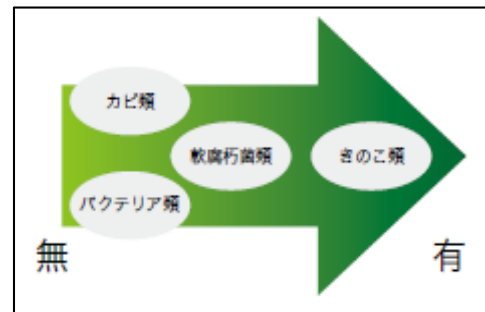 カビ類
軟腐朽菌類
きのこ類
バクテリア類
無
有